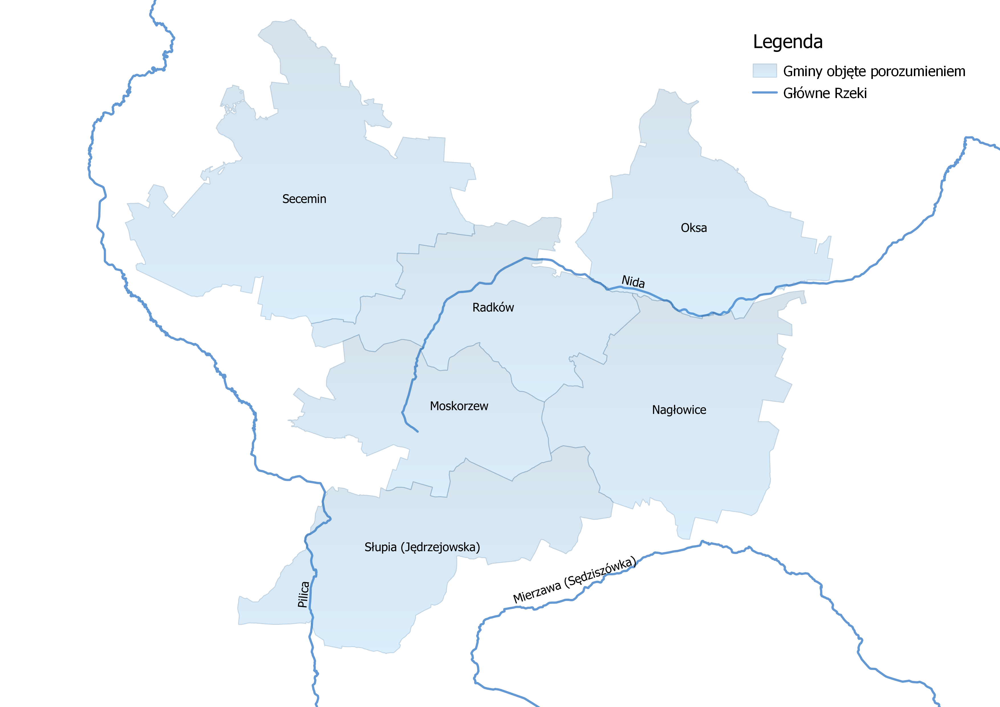 Legenda
Gminy objęte porozumieniem
Główne Rzeki
Secemin
Oksa
Nida
Radków
Moskorzew
Nagłowice
Słupia (Jędrzejowska)
Mierzawa (Sędziszówka)
Pilica